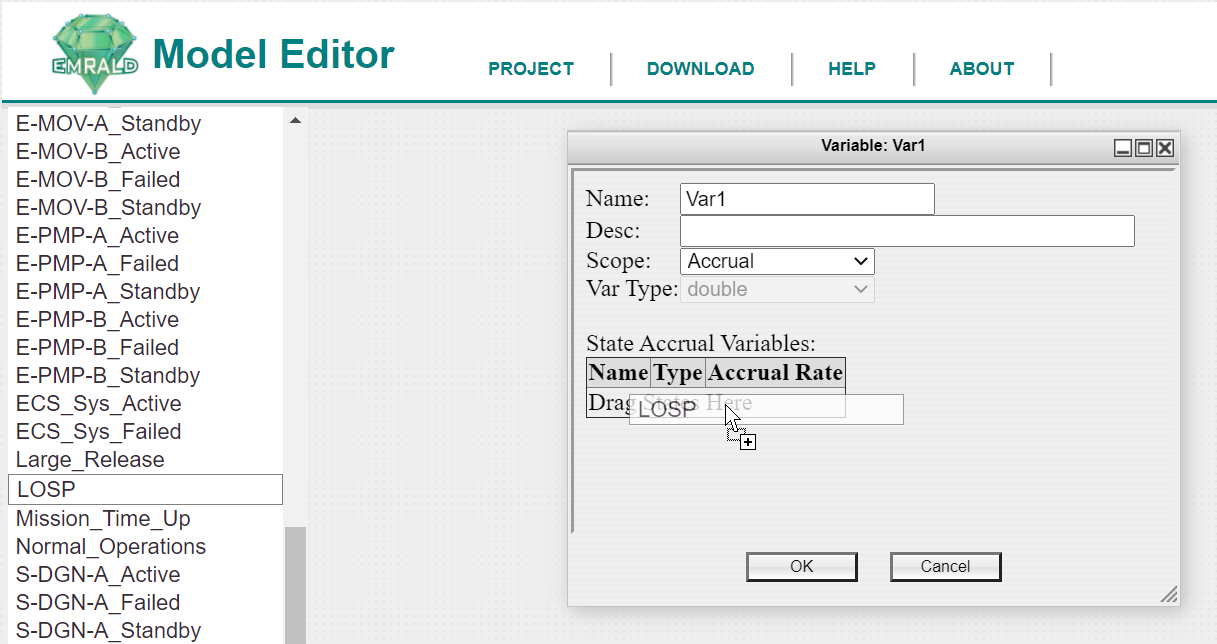 EMRALD
Model Editor
PROJECT
DOWNLOAD
HELP
ABOUT
E-MOV-A_Standby
E-MOV-B_Active
E-MOV-B_Failed
E-MOV-B_Standby
E-PMP-A_Active
E-PMP-A_Failed
E-PMP-A_Standby
E-PMP-B_Active
E-PMP-B_Failed
E-PMP-B_Standby
ECS_Sys_Active
ECS_Sys_Failed
Large_Release
LOSP
Mission_Time_Up
Normal_Operations
S-DGN-A_Active
S-DGN-A_Failed
S-DGN-A_Standby
Variable: Var1
Name: Var1
Desc:
Scope: Accrual
Var Type: double
State Accrual Variables:
Name Type Accrual Rate
Drag States Here
LOSP
OK Cancel